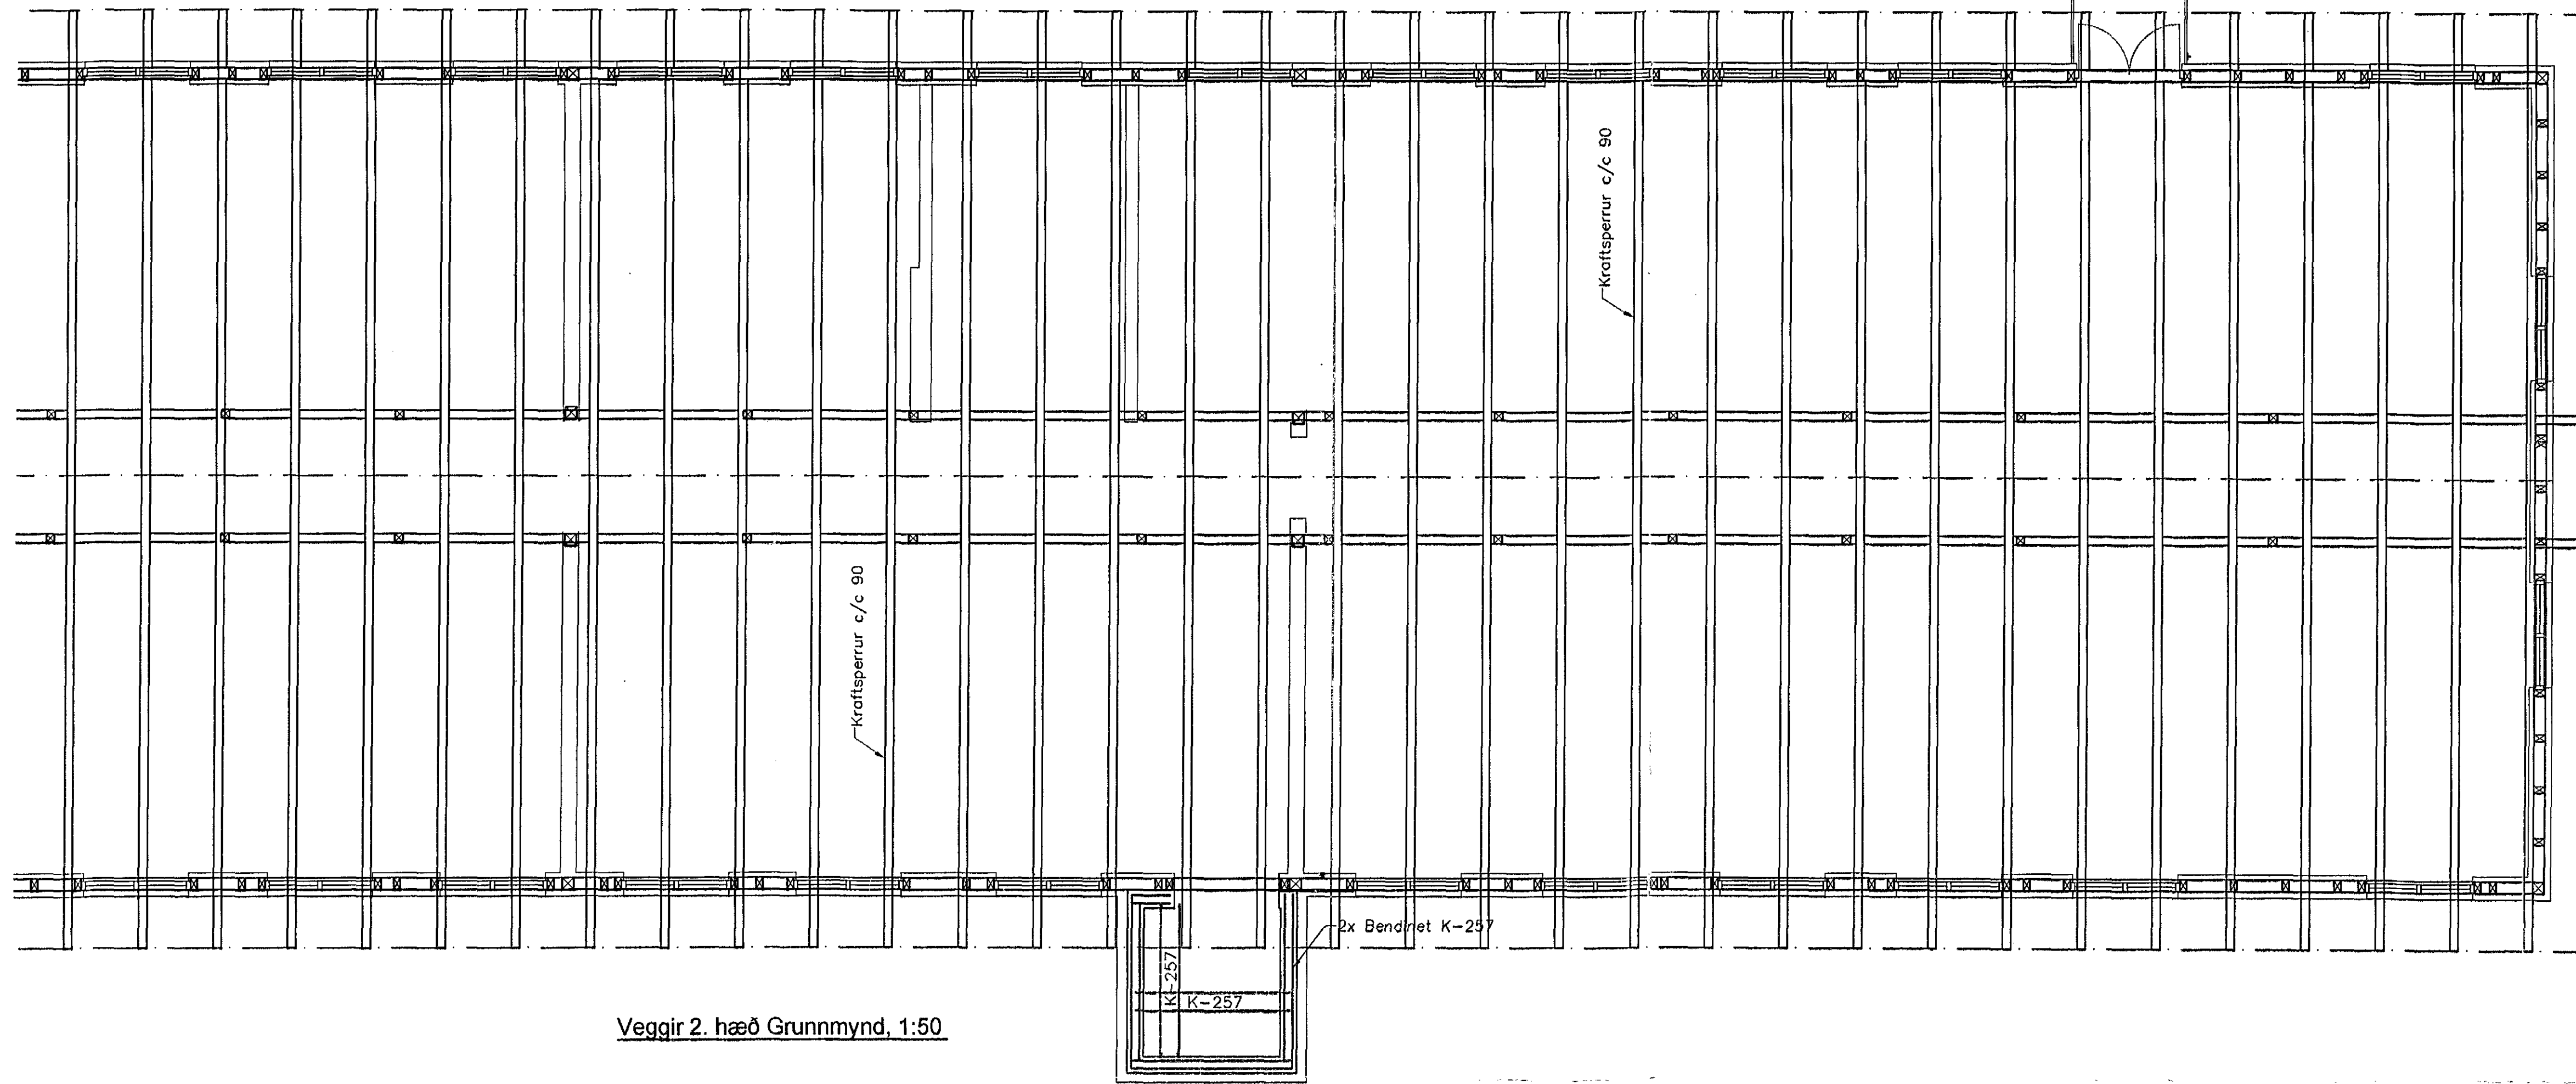 Kraftsperrur c/c 90
Kraftsperrur c/c 90
2x Bendinet K-257
K-257
K-257
Veggir 2. hæð Grunnmynd, 1:50